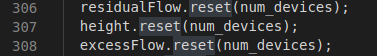 306 residualFlow.reset(num_devices);
307 height.reset(num_devices);
308 excessFlow.reset(num_devices);